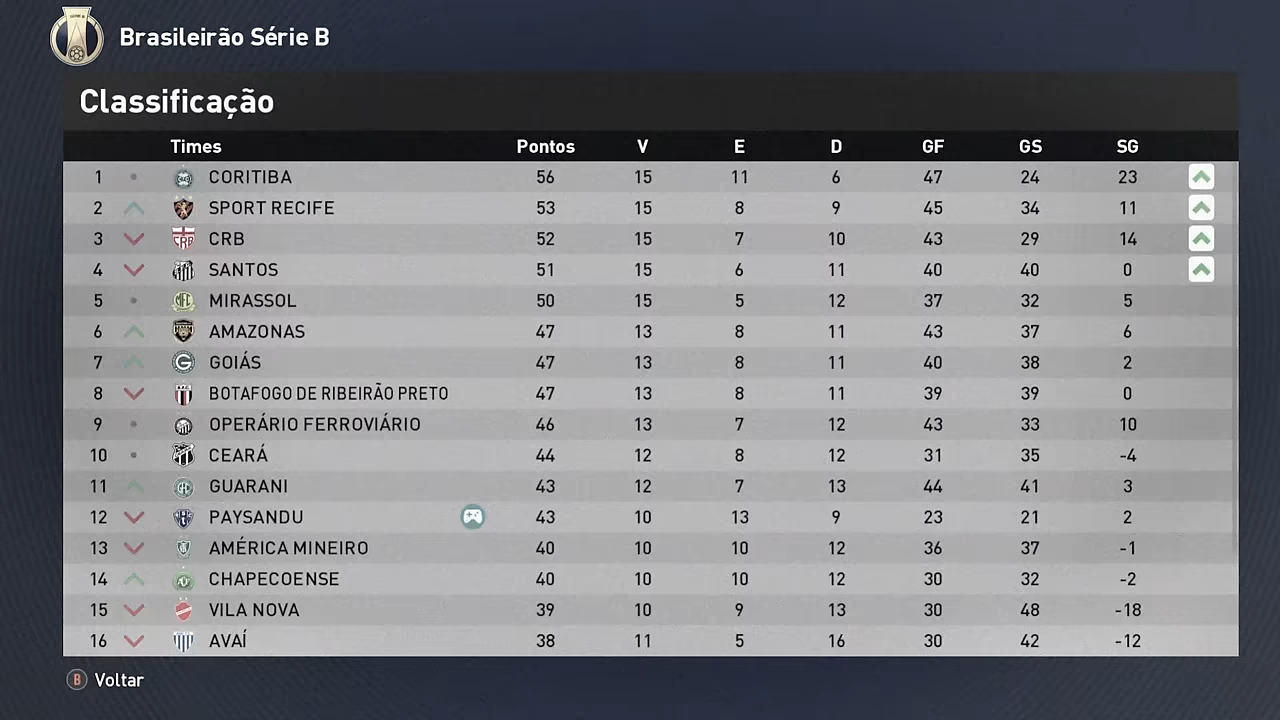 Brasileirão Série B
Classificação
Times Pontos V E D GF GS SG
1 CORITIBA 56 15 11 6 47 24 23
2 SPORT RECIFE 53 15 8 9 45 34 11
3 CRB 52 15 7 10 43 29 14
4 SANTOS 51 15 6 11 40 40 0
5 MIRASSOL 50 15 5 12 37 32 5
6 AMAZONAS 47 13 8 11 43 37 6
7 GOIÁS 47 13 8 11 40 38 2
8 BOTAFOGO DE RIBEIRÃO PRETO 47 13 8 11 39 39 0
9 OPERÁRIO FERROVIÁRIO 46 13 7 12 43 33 10
10 CEARÁ 44 12 8 12 31 35 -4
11 GUARANI 43 12 7 13 44 41 3
12 PAYSANDU 43 10 13 9 23 21 2
13 AMÉRICA MINEIRO 40 10 10 12 36 37 -1
14 CHAPECOENSE 40 10 10 12 30 32 -2
15 VILA NOVA 39 10 9 13 30 48 -18
16 AVAÍ 38 11 5 16 30 42 -12
B Voltar